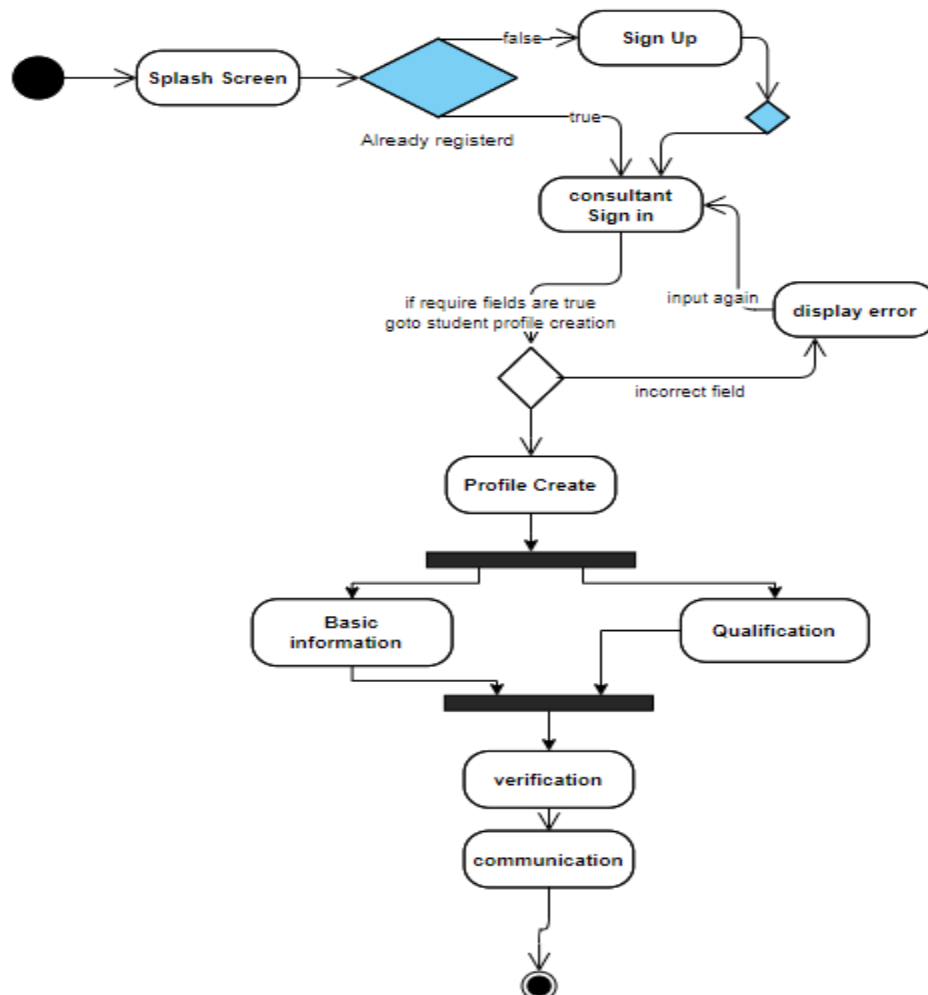 false
Sign Up
Splash Screen
true
Already registerd
consultant
Sign in
if require fields are true
goto student profile creation
input again
display error
incorrect field
Profile Create
Basic
information
Qualification
verification
communication